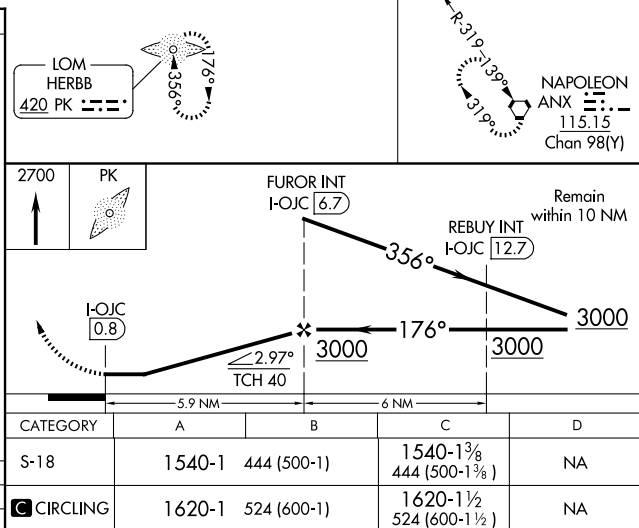 LOM
HERBB
420 PK
176°
356°
R-319
139°
319°
NAPOLEON
ANX
115.15
Chan 98(Y)
2700
PK
FUROR INT
I-OJC 6.7
Remain
within 10 NM
REBUY INT
I-OJC 12.7
356°
I-OJC
0.8
176°
3000
3000
3000
2.97°
TCH 40
5.9 NM
6 NM
CATEGORY A B C D
S-18 1540-1 444 (500-1) 1540-1⅜ 444 (500-1⅜) NA
C CIRCLING 1620-1 524 (600-1) 1620-1½ 524 (600-1½) NA